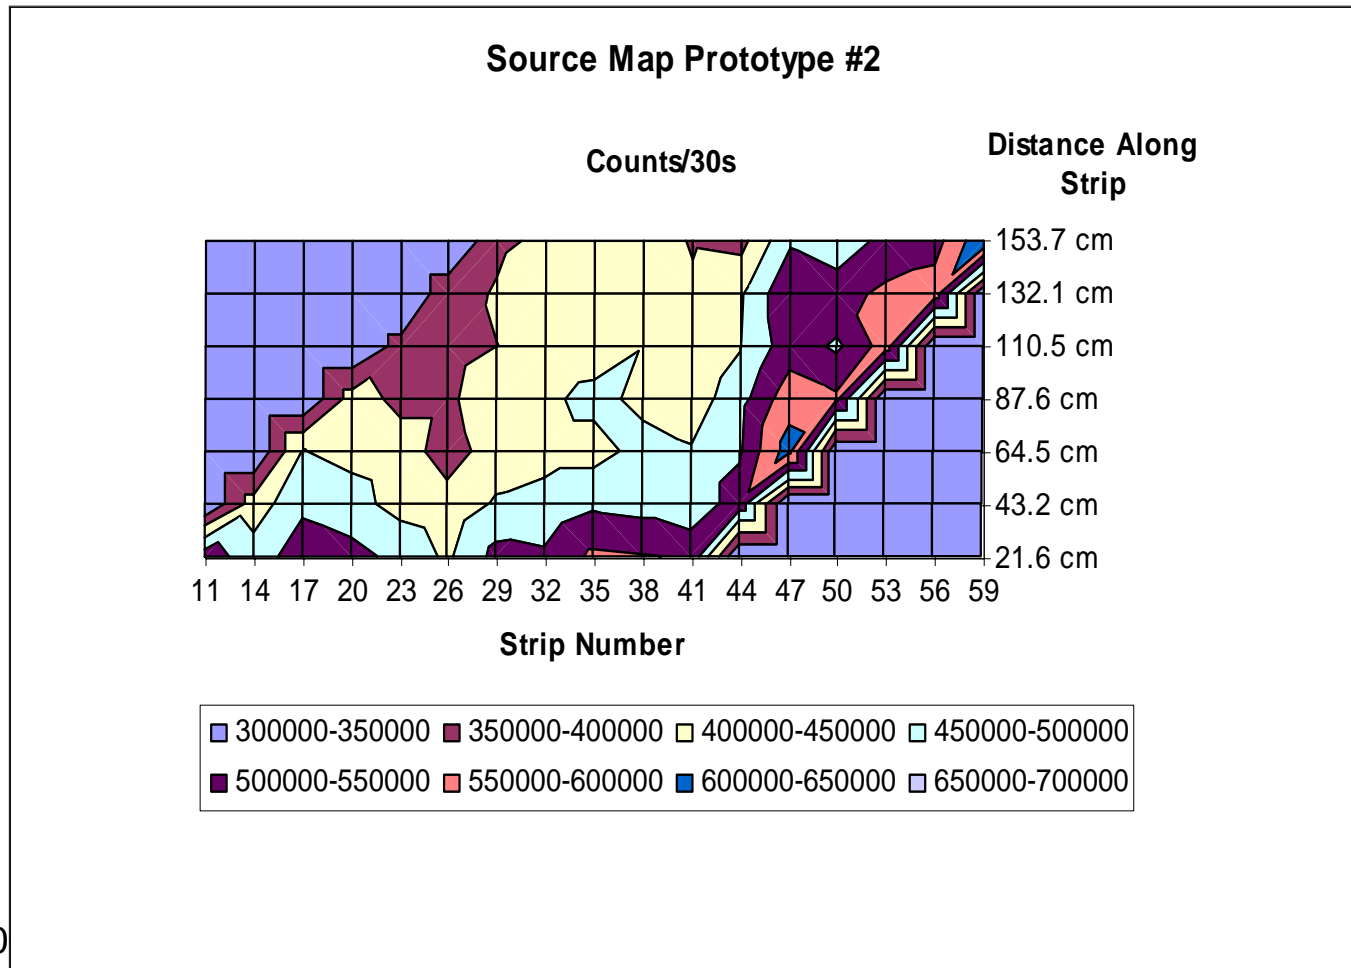 Source Map Prototype #2
Counts/30s
Distance Along
Strip
153.7 cm
132.1 cm
110.5 cm
87.6 cm
64.5 cm
43.2 cm
21.6 cm
11 14 17 20 23 26 29 32 35 38 41 44 47 50 53 56 59
Strip Number
300000-350000 350000-400000 400000-450000 450000-500000
500000-550000 550000-600000 600000-650000 650000-700000